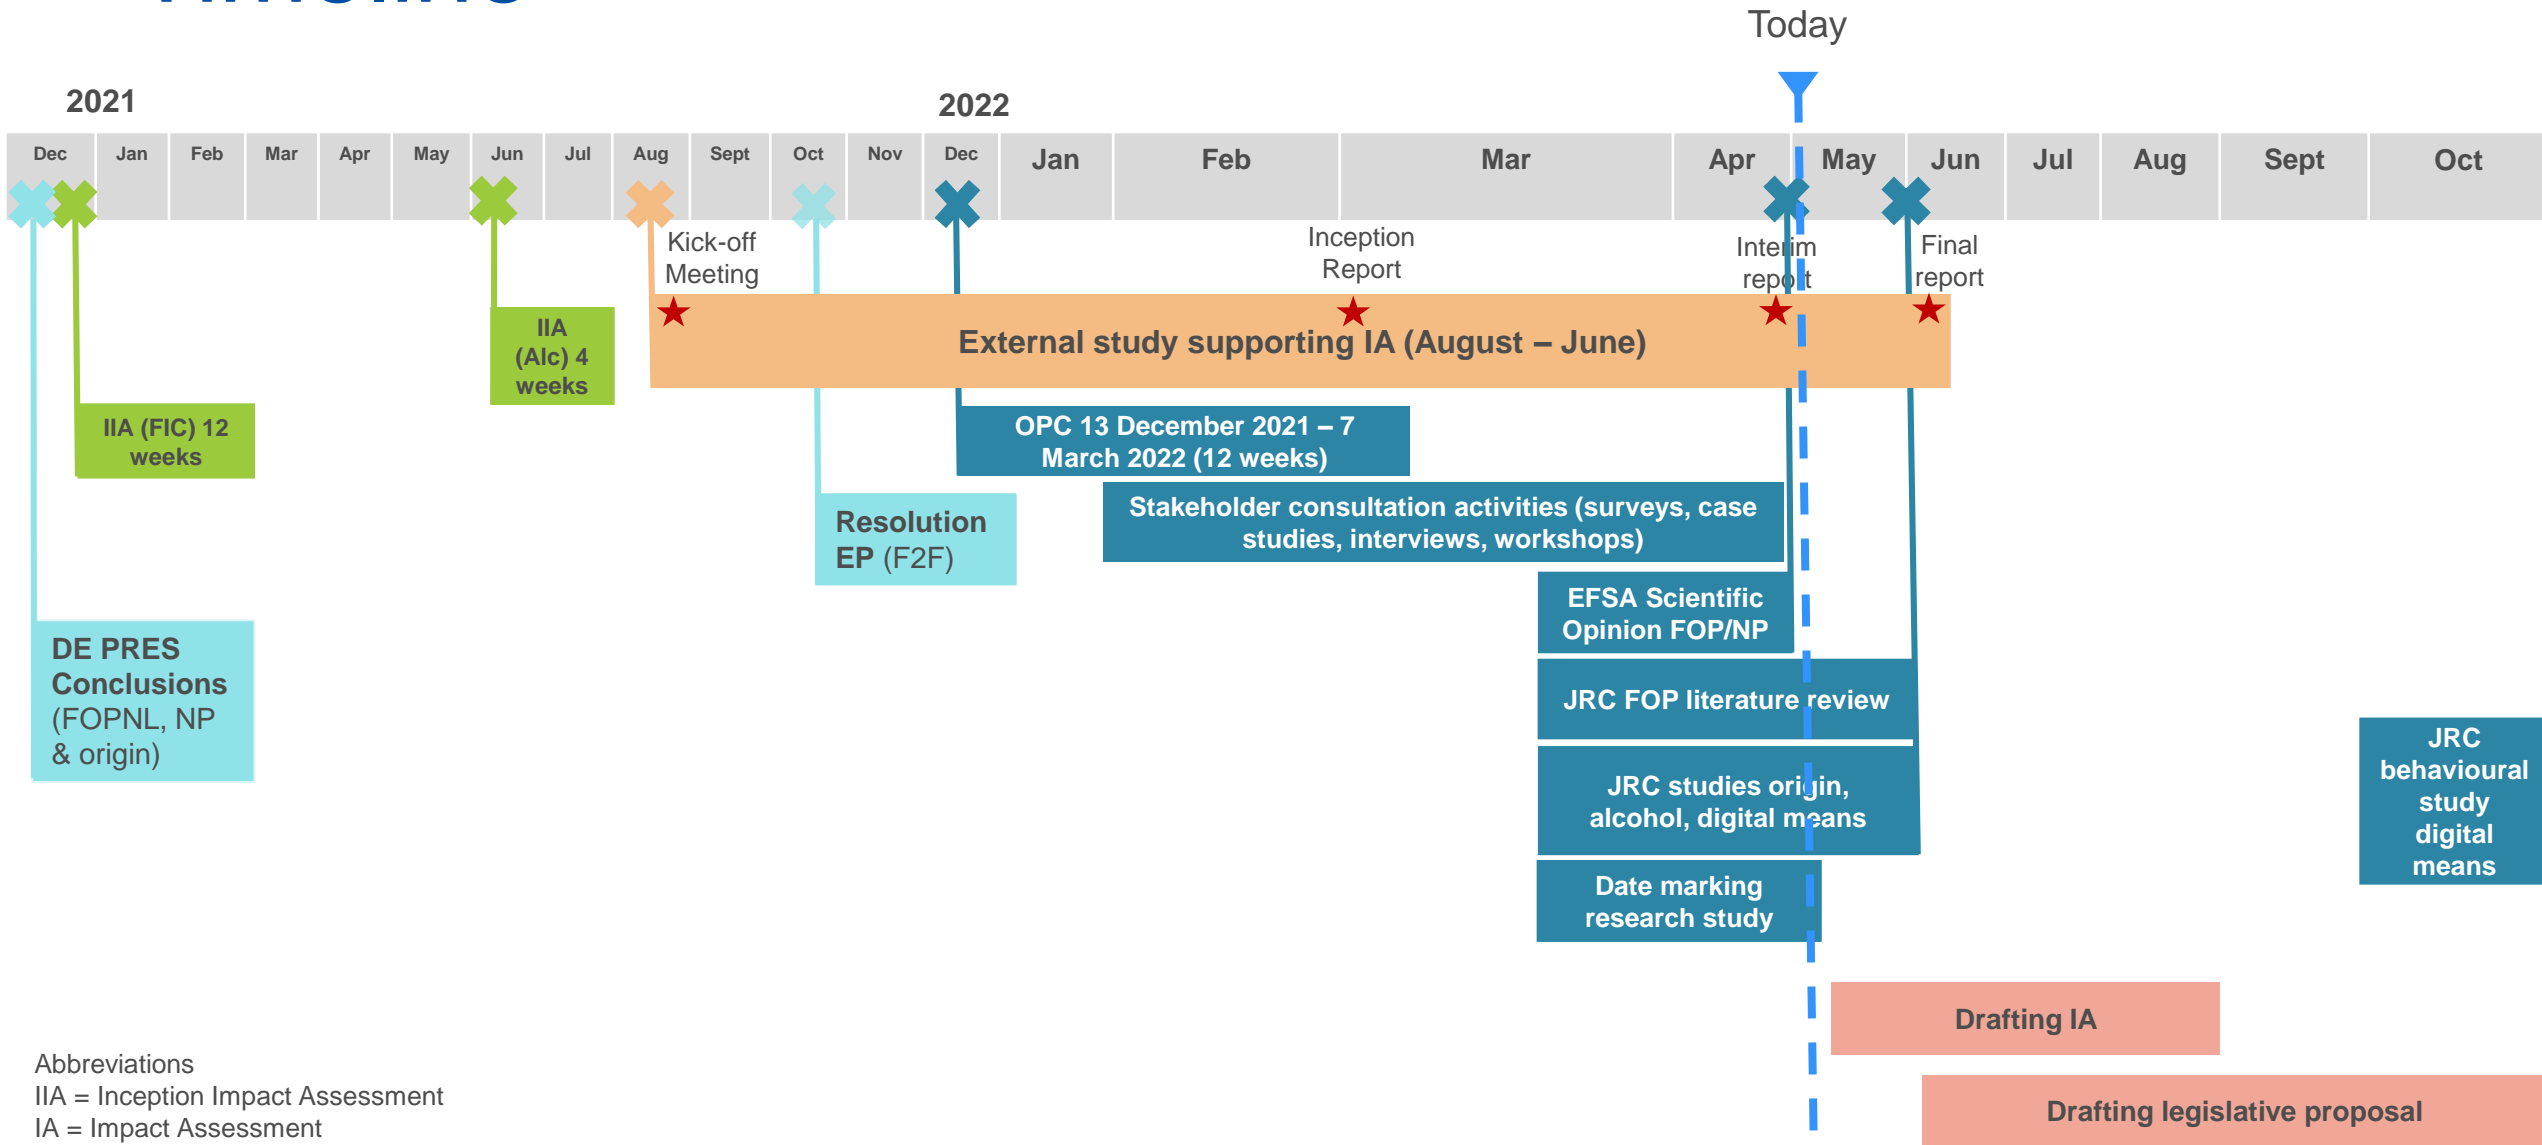 Today
2021
2022
Dec Jan Feb Mar Apr May Jun Jul Aug Sept Oct Nov Dec Jan Feb Mar Apr May Jun Jul Aug Sept Oct
Kick-off
Meeting
Inception
Report
Interim
report
Final
report
External study supporting IA (August – June)
IIA
(Alc) 4
weeks
IIA (FIC) 12
weeks
OPC 13 December 2021 – 7
March 2022 (12 weeks)
Resolution
EP (F2F)
Stakeholder consultation activities (surveys, case
studies, interviews, workshops)
EFSA Scientific
Opinion FOP/NP
DE PRES
Conclusions
(FOPNL, NP
& origin)
JRC FOP literature review
JRC studies origin,
alcohol, digital means
JRC
behavioural
study
digital
means
Date marking
research study
Drafting IA
Drafting legislative proposal
Abbreviations
IIA = Inception Impact Assessment
IA = Impact Assessment